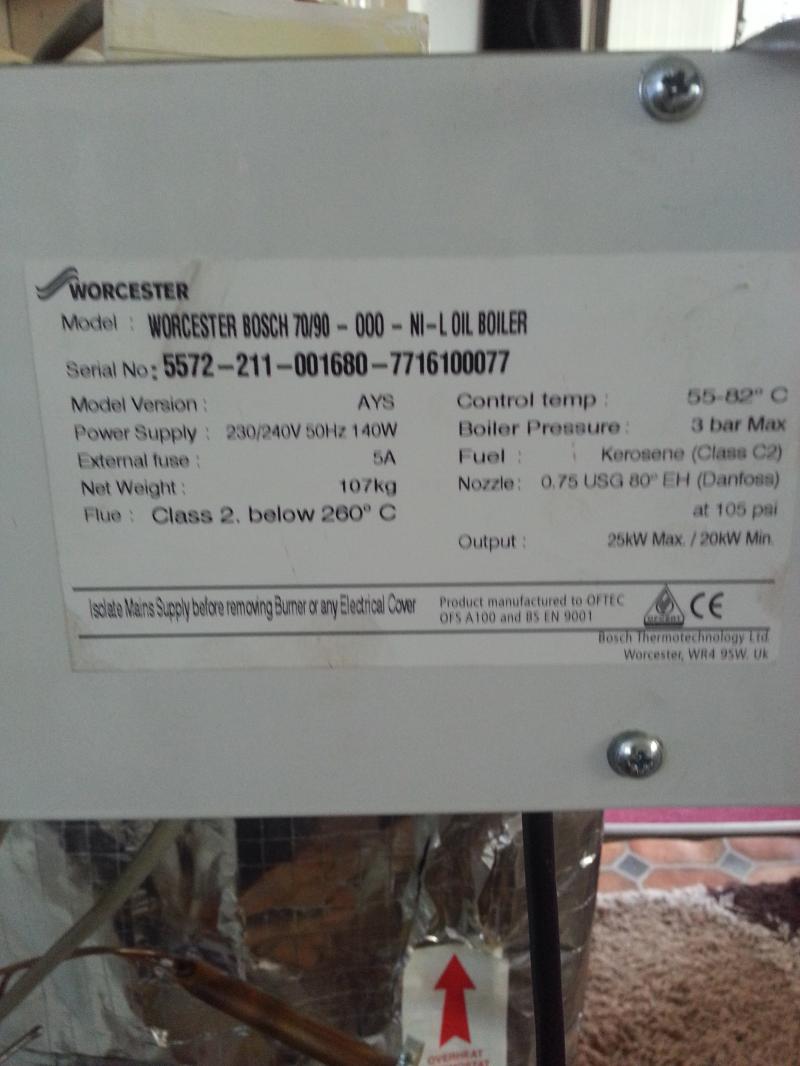 WORCESTER
Model : WORCESTER BOSCH 70/90 - 000 - NI-L OIL BOILER
Serial No: 5572-211-001680-7716100077
Model Version : AYS
Power Supply : 230/240V 50Hz 140W
External fuse : 5A
Net Weight : 107kg
Flue : Class 2. below 260° C
Control temp : 55-82° C
Boiler Pressure : 3 bar Max
Fuel : Kerosene (Class C2)
Nozzle : 0.75 USG 80° EH (Danfoss)
at 105 psi
Output : 25kW Max. / 20kW Min.
Isolate Mains Supply before removing Burner or any Electrical Cover
Product manufactured to OFTEC
OFS A100 and BS EN 9001
CE
Bosch Thermotechnology Ltd.
Worcester, WR4 9SW. Uk
OVERHEAT